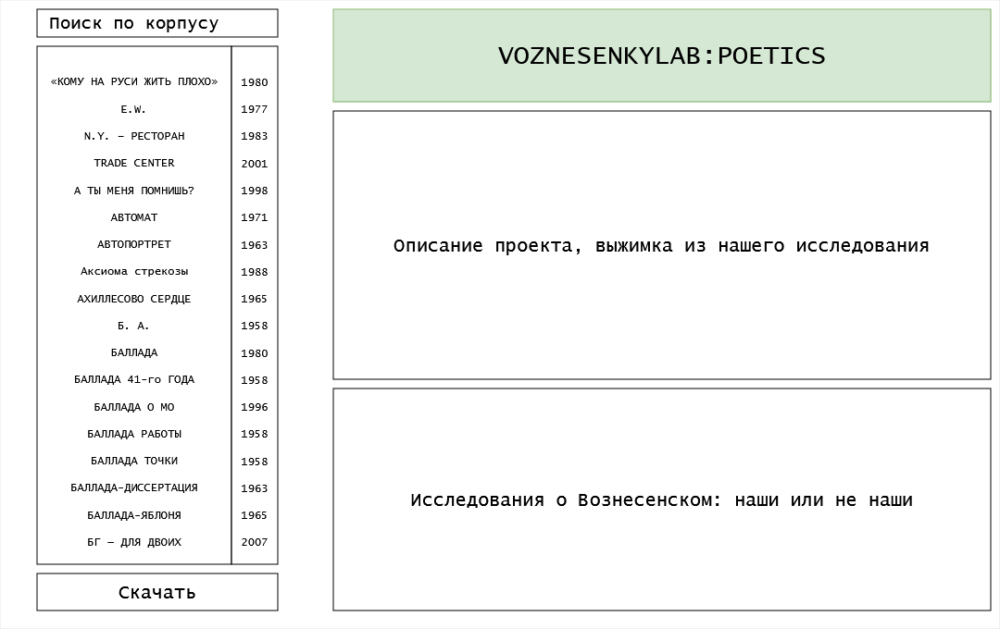 Поиск по корпусу
«КОМУ НА РУСИ ЖИТЬ ПЛОХО» 1980
E.W. 1977
N.Y. – РЕСТОРАН 1983
TRADE CENTER 2001
А ТЫ МЕНЯ ПОМНИШЬ? 1998
АВТОМАТ 1971
АВТОПОРТРЕТ 1963
Аксиома стрекозы 1988
АХИЛЛЕСОВО СЕРДЦЕ 1965
Б. А. 1958
БАЛЛАДА 1980
БАЛЛАДА 41-го ГОДА 1958
БАЛЛАДА О МО 1996
БАЛЛАДА РАБОТЫ 1958
БАЛЛАДА ТОЧКИ 1958
БАЛЛАДА-ДИССЕРТАЦИЯ 1963
БАЛЛАДА-ЯБЛОНЯ 1965
БГ — ДЛЯ ДВОИХ 2007
Скачать
VOZNESENKYLAB:POETICS
Описание проекта, выжимка из нашего исследования
Исследования о Вознесенском: наши или не наши